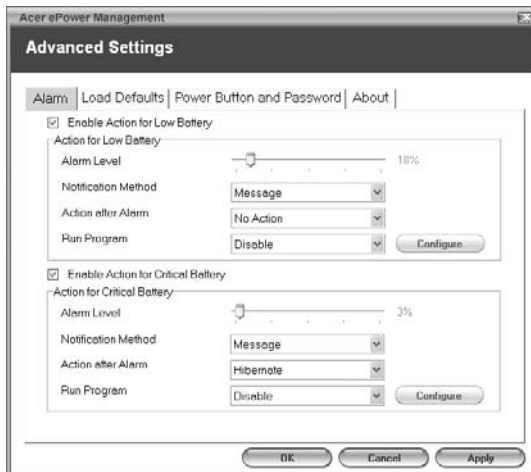 Acer ePower Management
Advanced Settings
Alarm Load Defaults Power Button and Password About
Enable Action for Low Battery
Action for Low Battery
Alarm Level 10%
Notification Method Message
Action after Alarm No Action
Run Program Disable Configure
Enable Action for Critical Battery
Action for Critical Battery
Alarm Level 3%
Notification Method Message
Action after Alarm Hibernate
Run Program Disable Configure
OK Cancel Apply